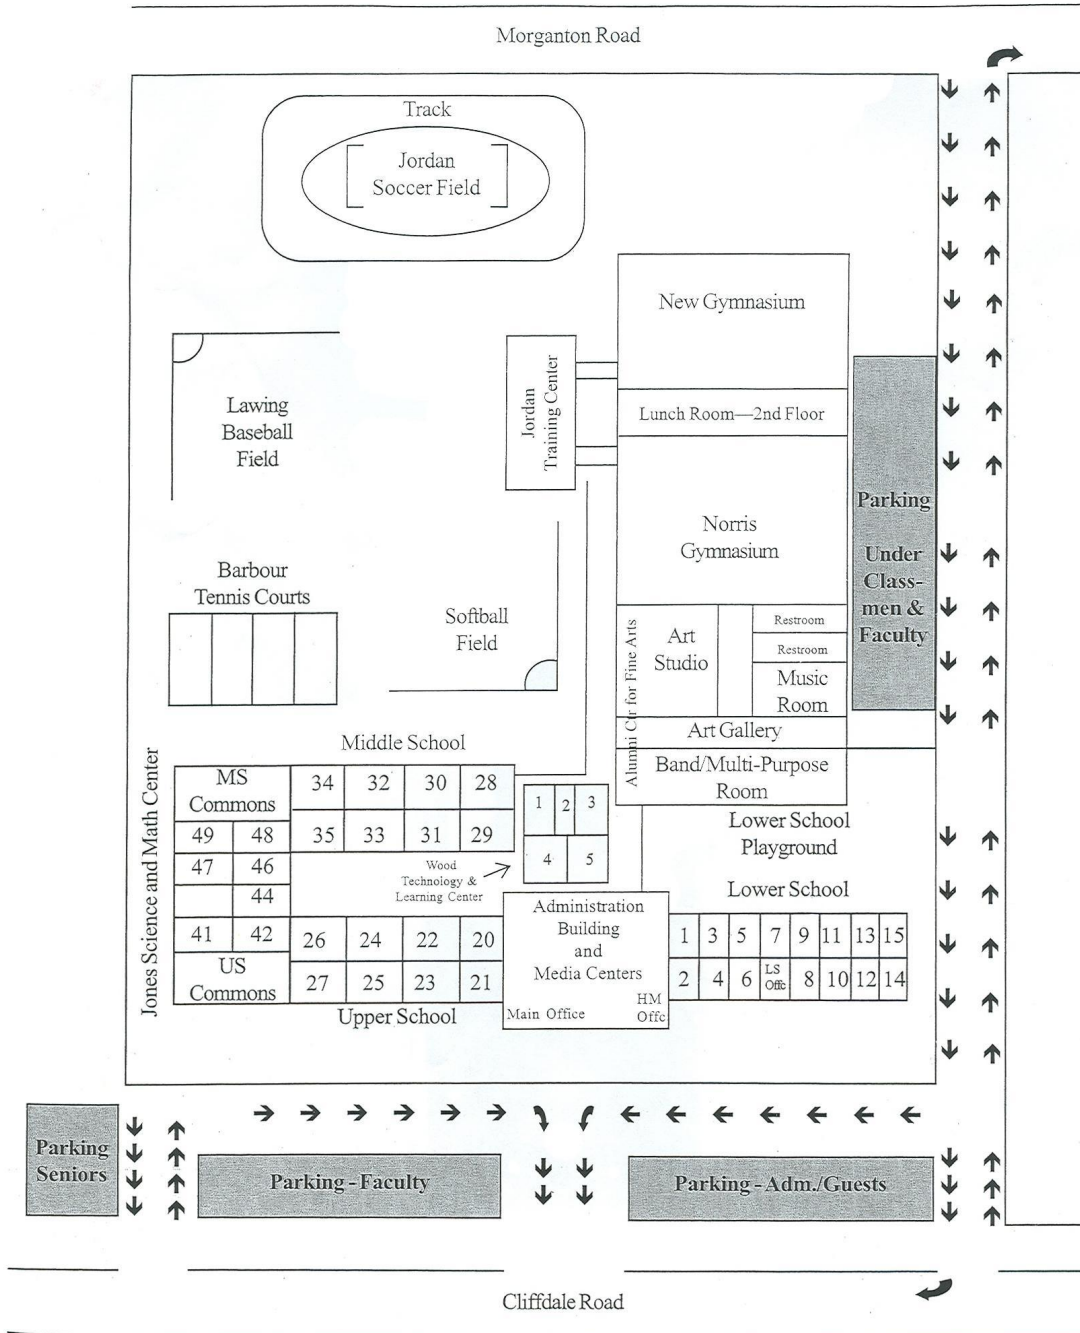 Morganton Road
Track
Jordan
Soccer Field
New Gymnasium
Jordan
Training Center
Lunch Room—2nd Floor
Lawing
Baseball
Field
Parking
Under
Class-
men &
Faculty
Norris
Gymnasium
Barbour
Tennis Courts
Softball
Field
Alumni Ctr for Fine Arts
Art
Studio
Restroom
Restroom
Music
Room
Art Gallery
Band/Multi-Purpose
Room
Middle School
Jones Science and Math Center
MS
Commons
34 32 30 28
1 2 3
49 48 35 33 31 29
Lower School
Playground
47 46
44
Wood
Technology &
Learning Center
4 5
Lower School
Administration
Building
and
Media Centers
Main Office
HM
Offc
41 42 26 24 22 20
1 3 5 7 9 11 13 15
US
Commons
27 25 23 21
2 4 6 LS
Offc 8 10 12 14
Upper School
Parking
Seniors
Parking - Faculty
Parking - Adm./Guests
Cliffdale Road